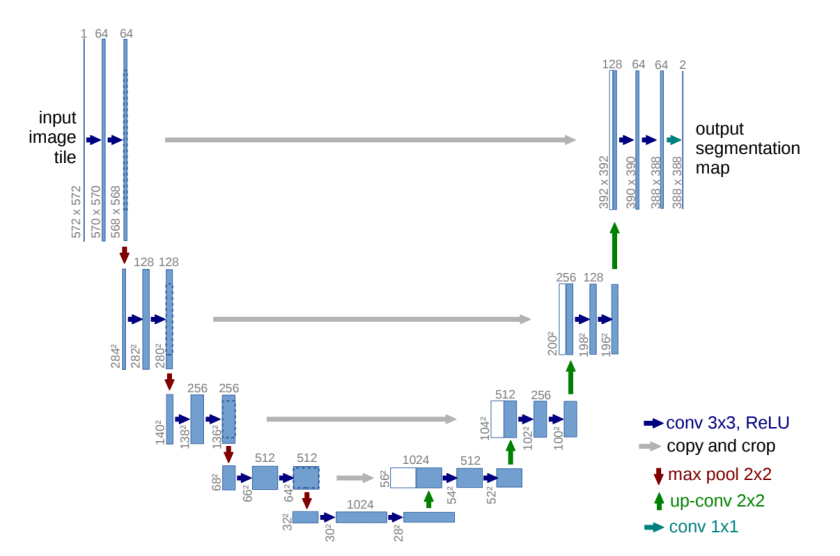 1 64 64
input
image
tile
572 x 572
570 x 570
568 x 568
128 64 64 2
output
segmentation
map
392 x 392
390 x 390
388 x 388
388 x 388
128 128
284²
282²
280²
256 128
200²
198²
196²
256 256
140²
138²
136²
512 256
104²
102²
100²
512 512
68²
66²
64²
1024 512
56²
54²
52²
1024
32²
30²
28²
conv 3x3, ReLU
copy and crop
max pool 2x2
up-conv 2x2
conv 1x1